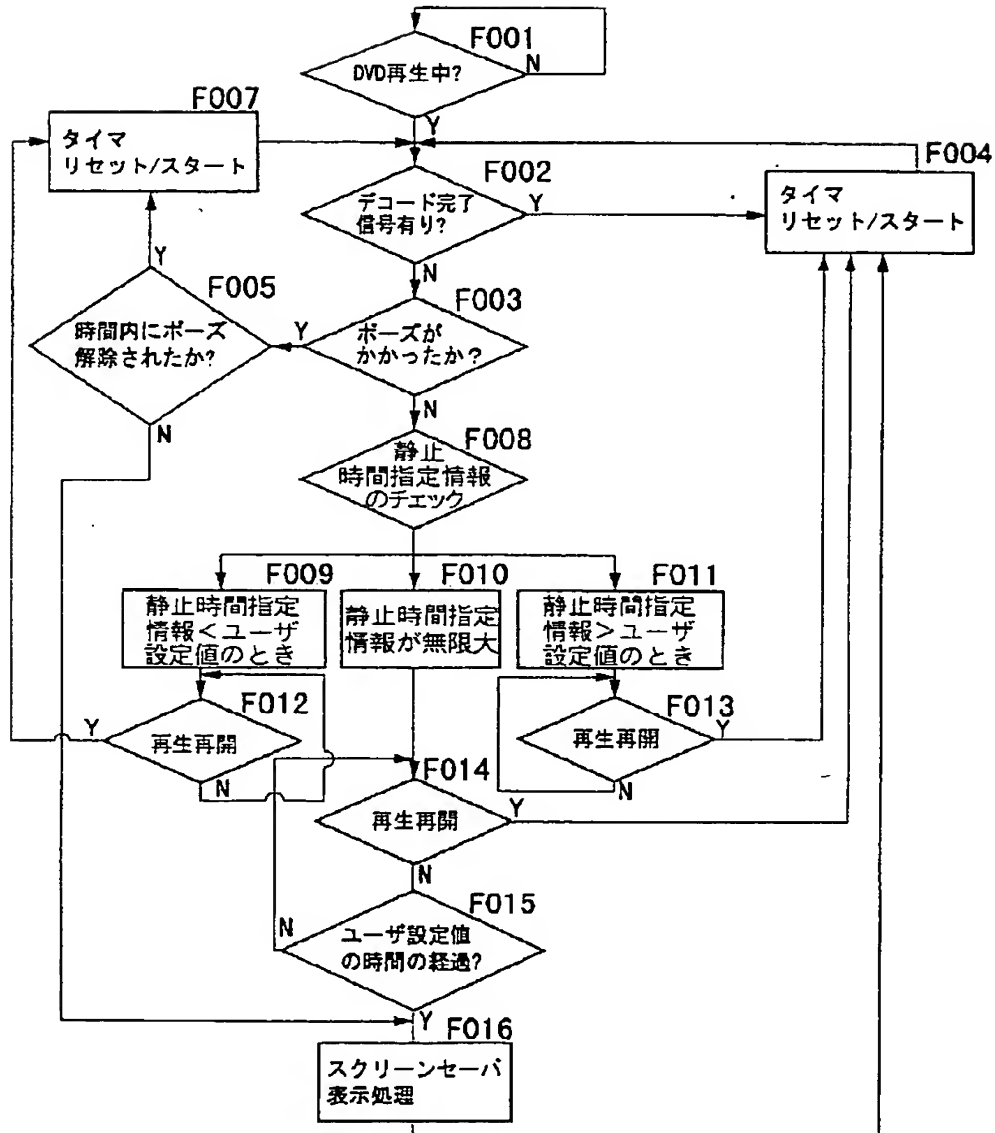 F001
DVD再生中?
N
Y
F007
タイマ
リセット/スタート
F002
デコード完了
信号有り?
Y
N
F004
タイマ
リセット/スタート
Y
F005
時間内にポーズ
解除されたか?
N
F003
Y
ポーズが
かかったか?
N
F008
静止
時間指定情報
のチェック
F009
静止時間指定
情報<ユーザ
設定値のとき
F010
静止時間指定
情報が無限大
F011
静止時間指定
情報>ユーザ
設定値のとき
F012
Y
再生再開
N
F013
再生再開
Y
N
F014
再生再開
Y
N
F015
N
ユーザ設定値
の時間の経過?
Y
F016
スクリーンセーバ
表示処理